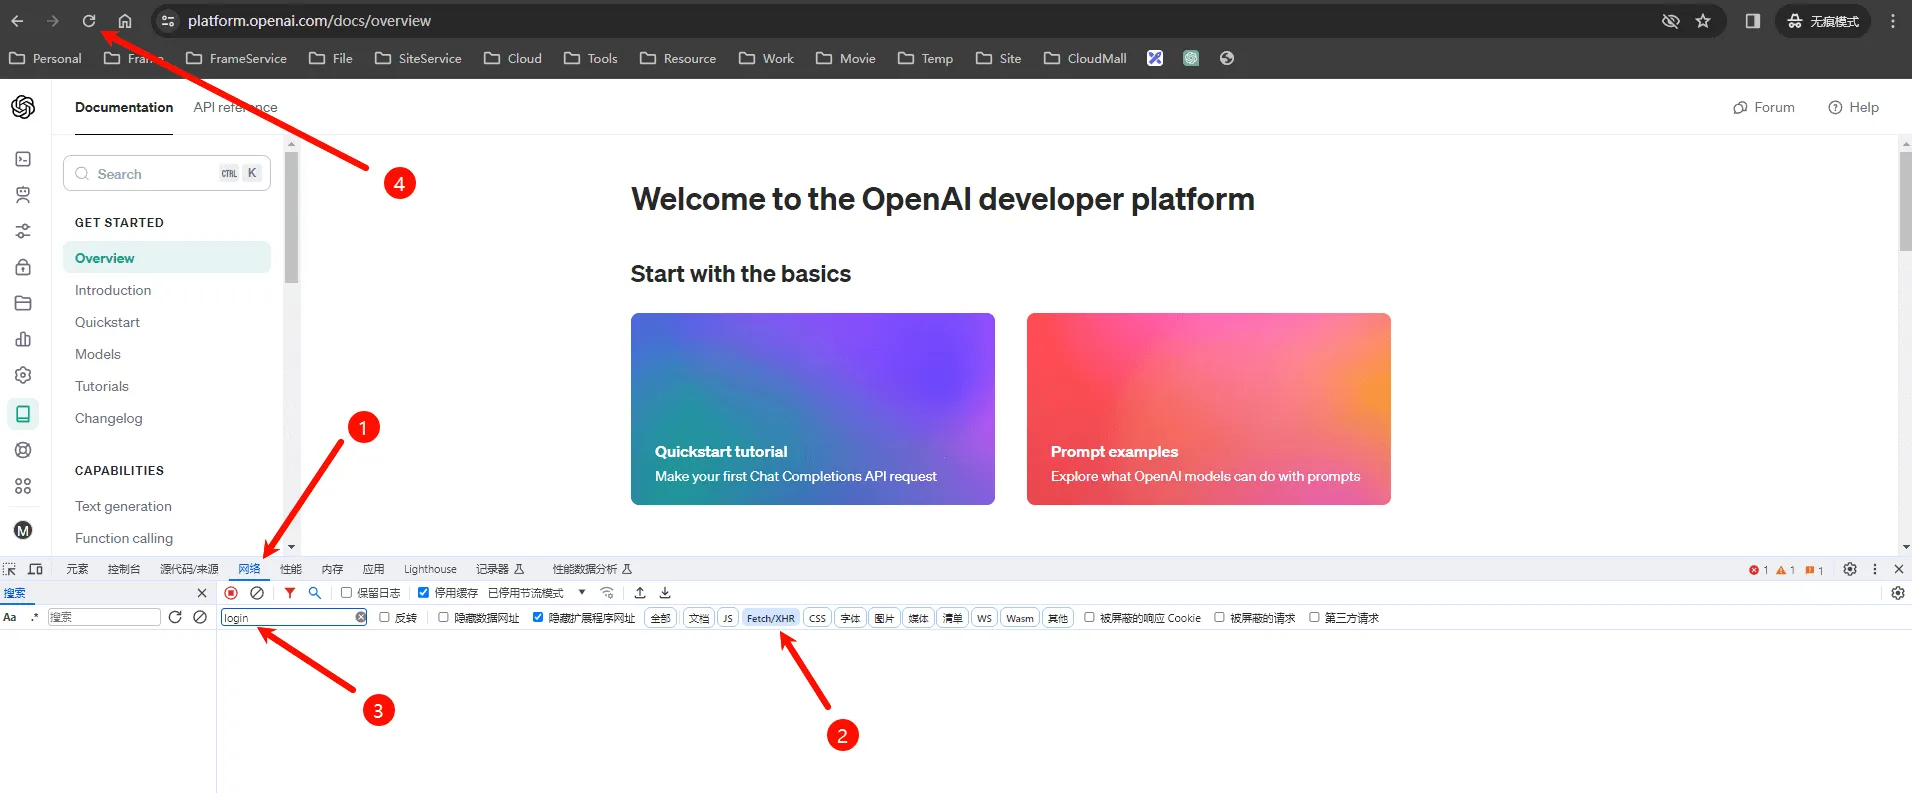 platform.openai.com/docs/overview
无痕模式
Personal Frame FrameService File SiteService Cloud Tools Resource Work Movie Temp Site CloudMall
Documentation API reference Forum Help
4
Search CTRL K
Welcome to the OpenAI developer platform
GET STARTED
Overview
Start with the basics
Introduction
Quickstart
Models
Tutorials
Changelog
1
Quickstart tutorial
Make your first Chat Completions API request
Prompt examples
Explore what OpenAI models can do with prompts
CAPABILITIES
Text generation
M
Function calling
元素 控制台 源代码/来源 网络 性能 内存 应用 Lighthouse 记录器 性能数据分析 1 1 1
搜索 保留日志 停用缓存 已停用节流模式
Aa .* 搜索 login 反转 隐藏数据网址 隐藏扩展程序网址 全部 文档 JS Fetch/XHR CSS 字体 图片 媒体 清单 WS Wasm 其他 被屏蔽的响应 Cookie 被屏蔽的请求 第三方请求
3
2